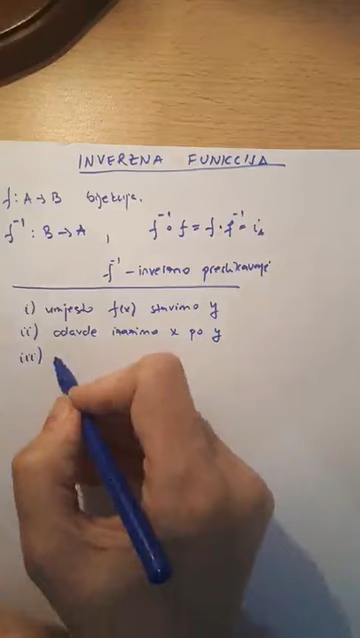 INVERZNA FUNKCIJA
f: A → B bijekcija.
f⁻¹: B → A , f⁻¹ ∘ f = f ∘ f⁻¹ = i_A
f⁻¹ – inverzno preslikavanje
i) umjesto f(x) stavimo y
ii) odavde izrazimo x po y
iii)